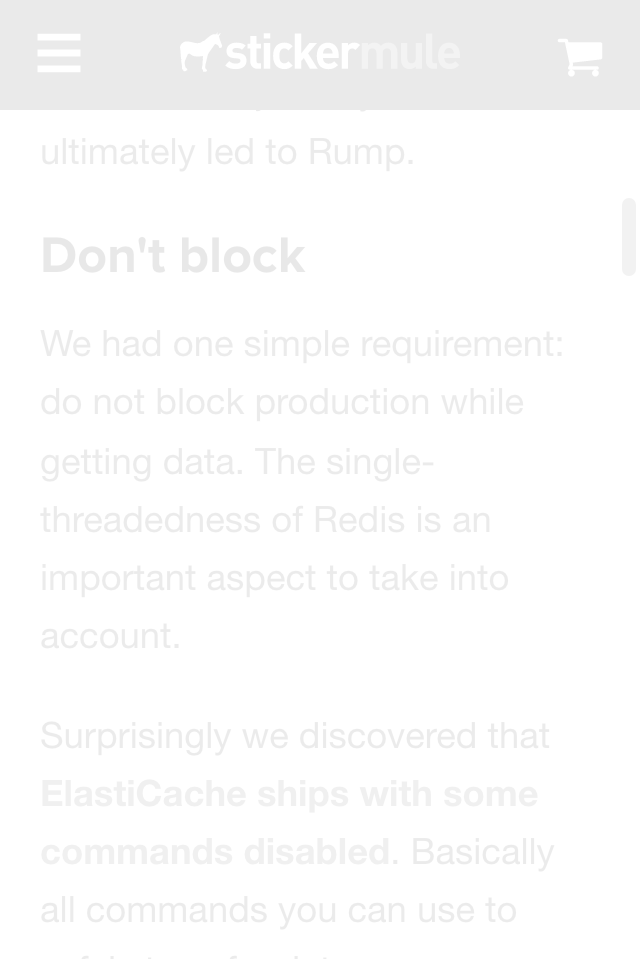 stickermule
ultimately led to Rump.
Don't block
We had one simple requirement:
do not block production while
getting data. The single-
threadedness of Redis is an
important aspect to take into
account.
Surprisingly we discovered that
ElastiCache ships with some
commands disabled. Basically
all commands you can use to